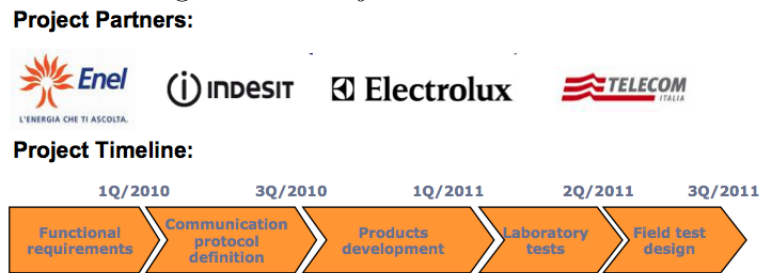 Project Partners:
Enel
L'ENERGIA CHE TI ASCOLTA.
indesit
Electrolux
TELECOM
ITALIA
Project Timeline:
1Q/2010 3Q/2010 1Q/2011 2Q/2011 3Q/2011
Functional
requirements
Communication
protocol
definition
Products
development
Laboratory
tests
Field test
design